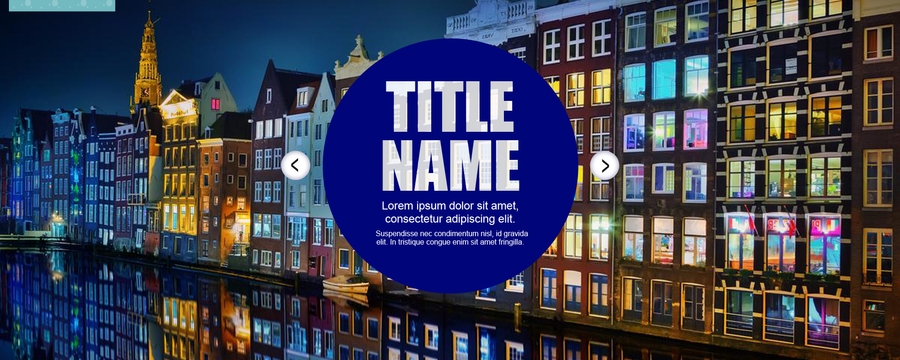 TITLE
NAME
Lorem ipsum dolor sit amet,
consectetur adipiscing elit.
Suspendisse nec condimentum nisl, id gravida
elit. In tristique congue enim sit amet fringilla.